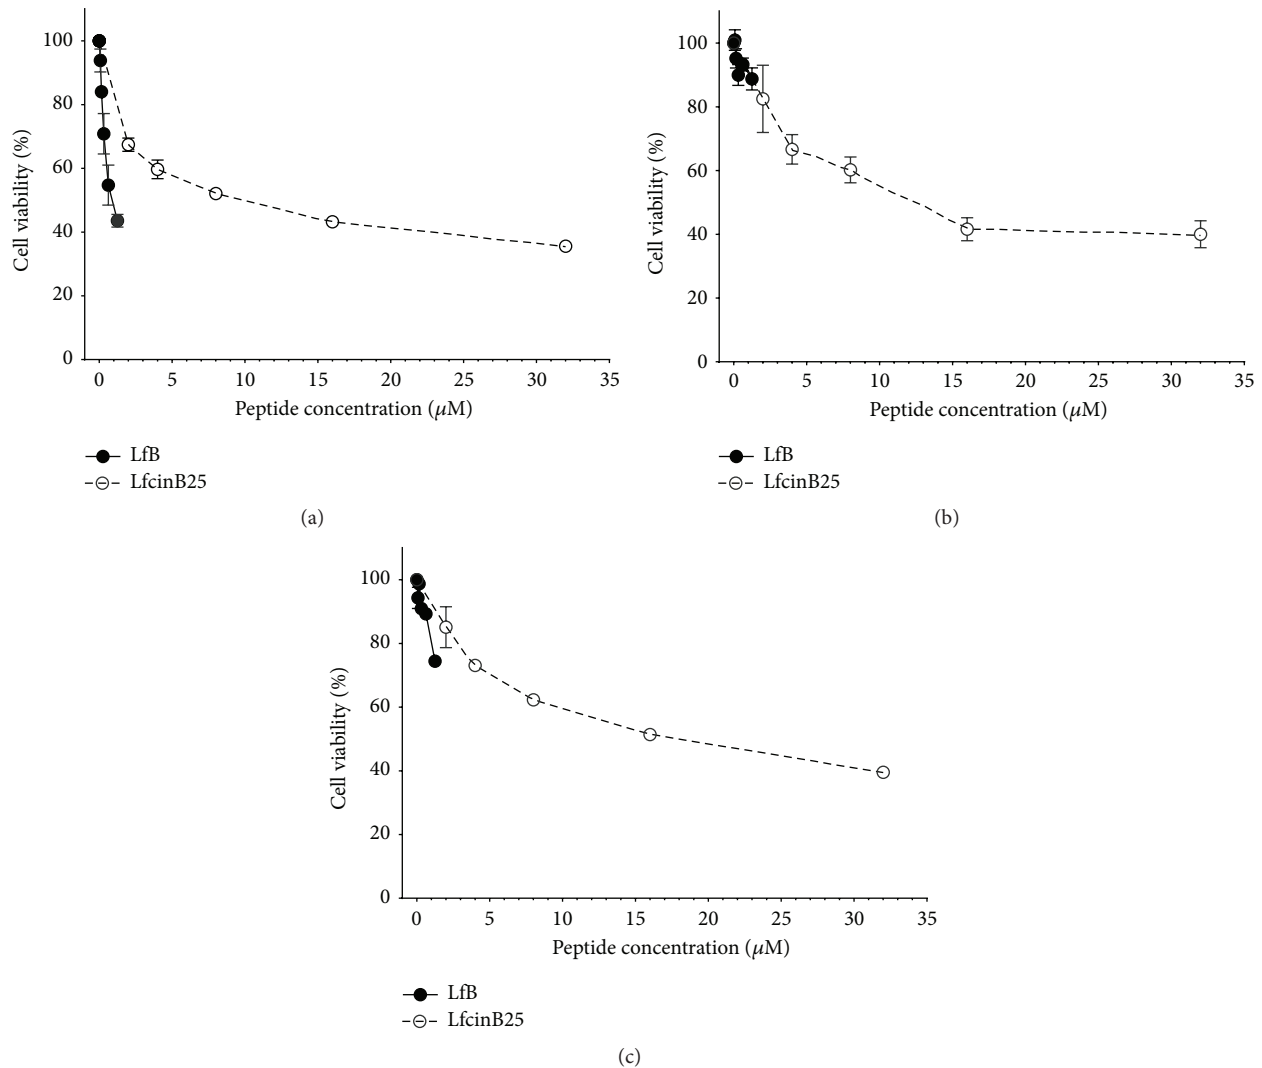 100
80
60
40
20
0
Cell viability (%)
0 5 10 15 20 25 30 35
Peptide concentration (μM)
LfB
LfcinB25
(a)
100
80
60
40
20
0
Cell viability (%)
0 5 10 15 20 25 30 35
Peptide concentration (μM)
LfB
LfcinB25
(b)
100
80
60
40
20
0
Cell viability (%)
0 5 10 15 20 25 30 35
Peptide concentration (μM)
LfB
LfcinB25
(c)